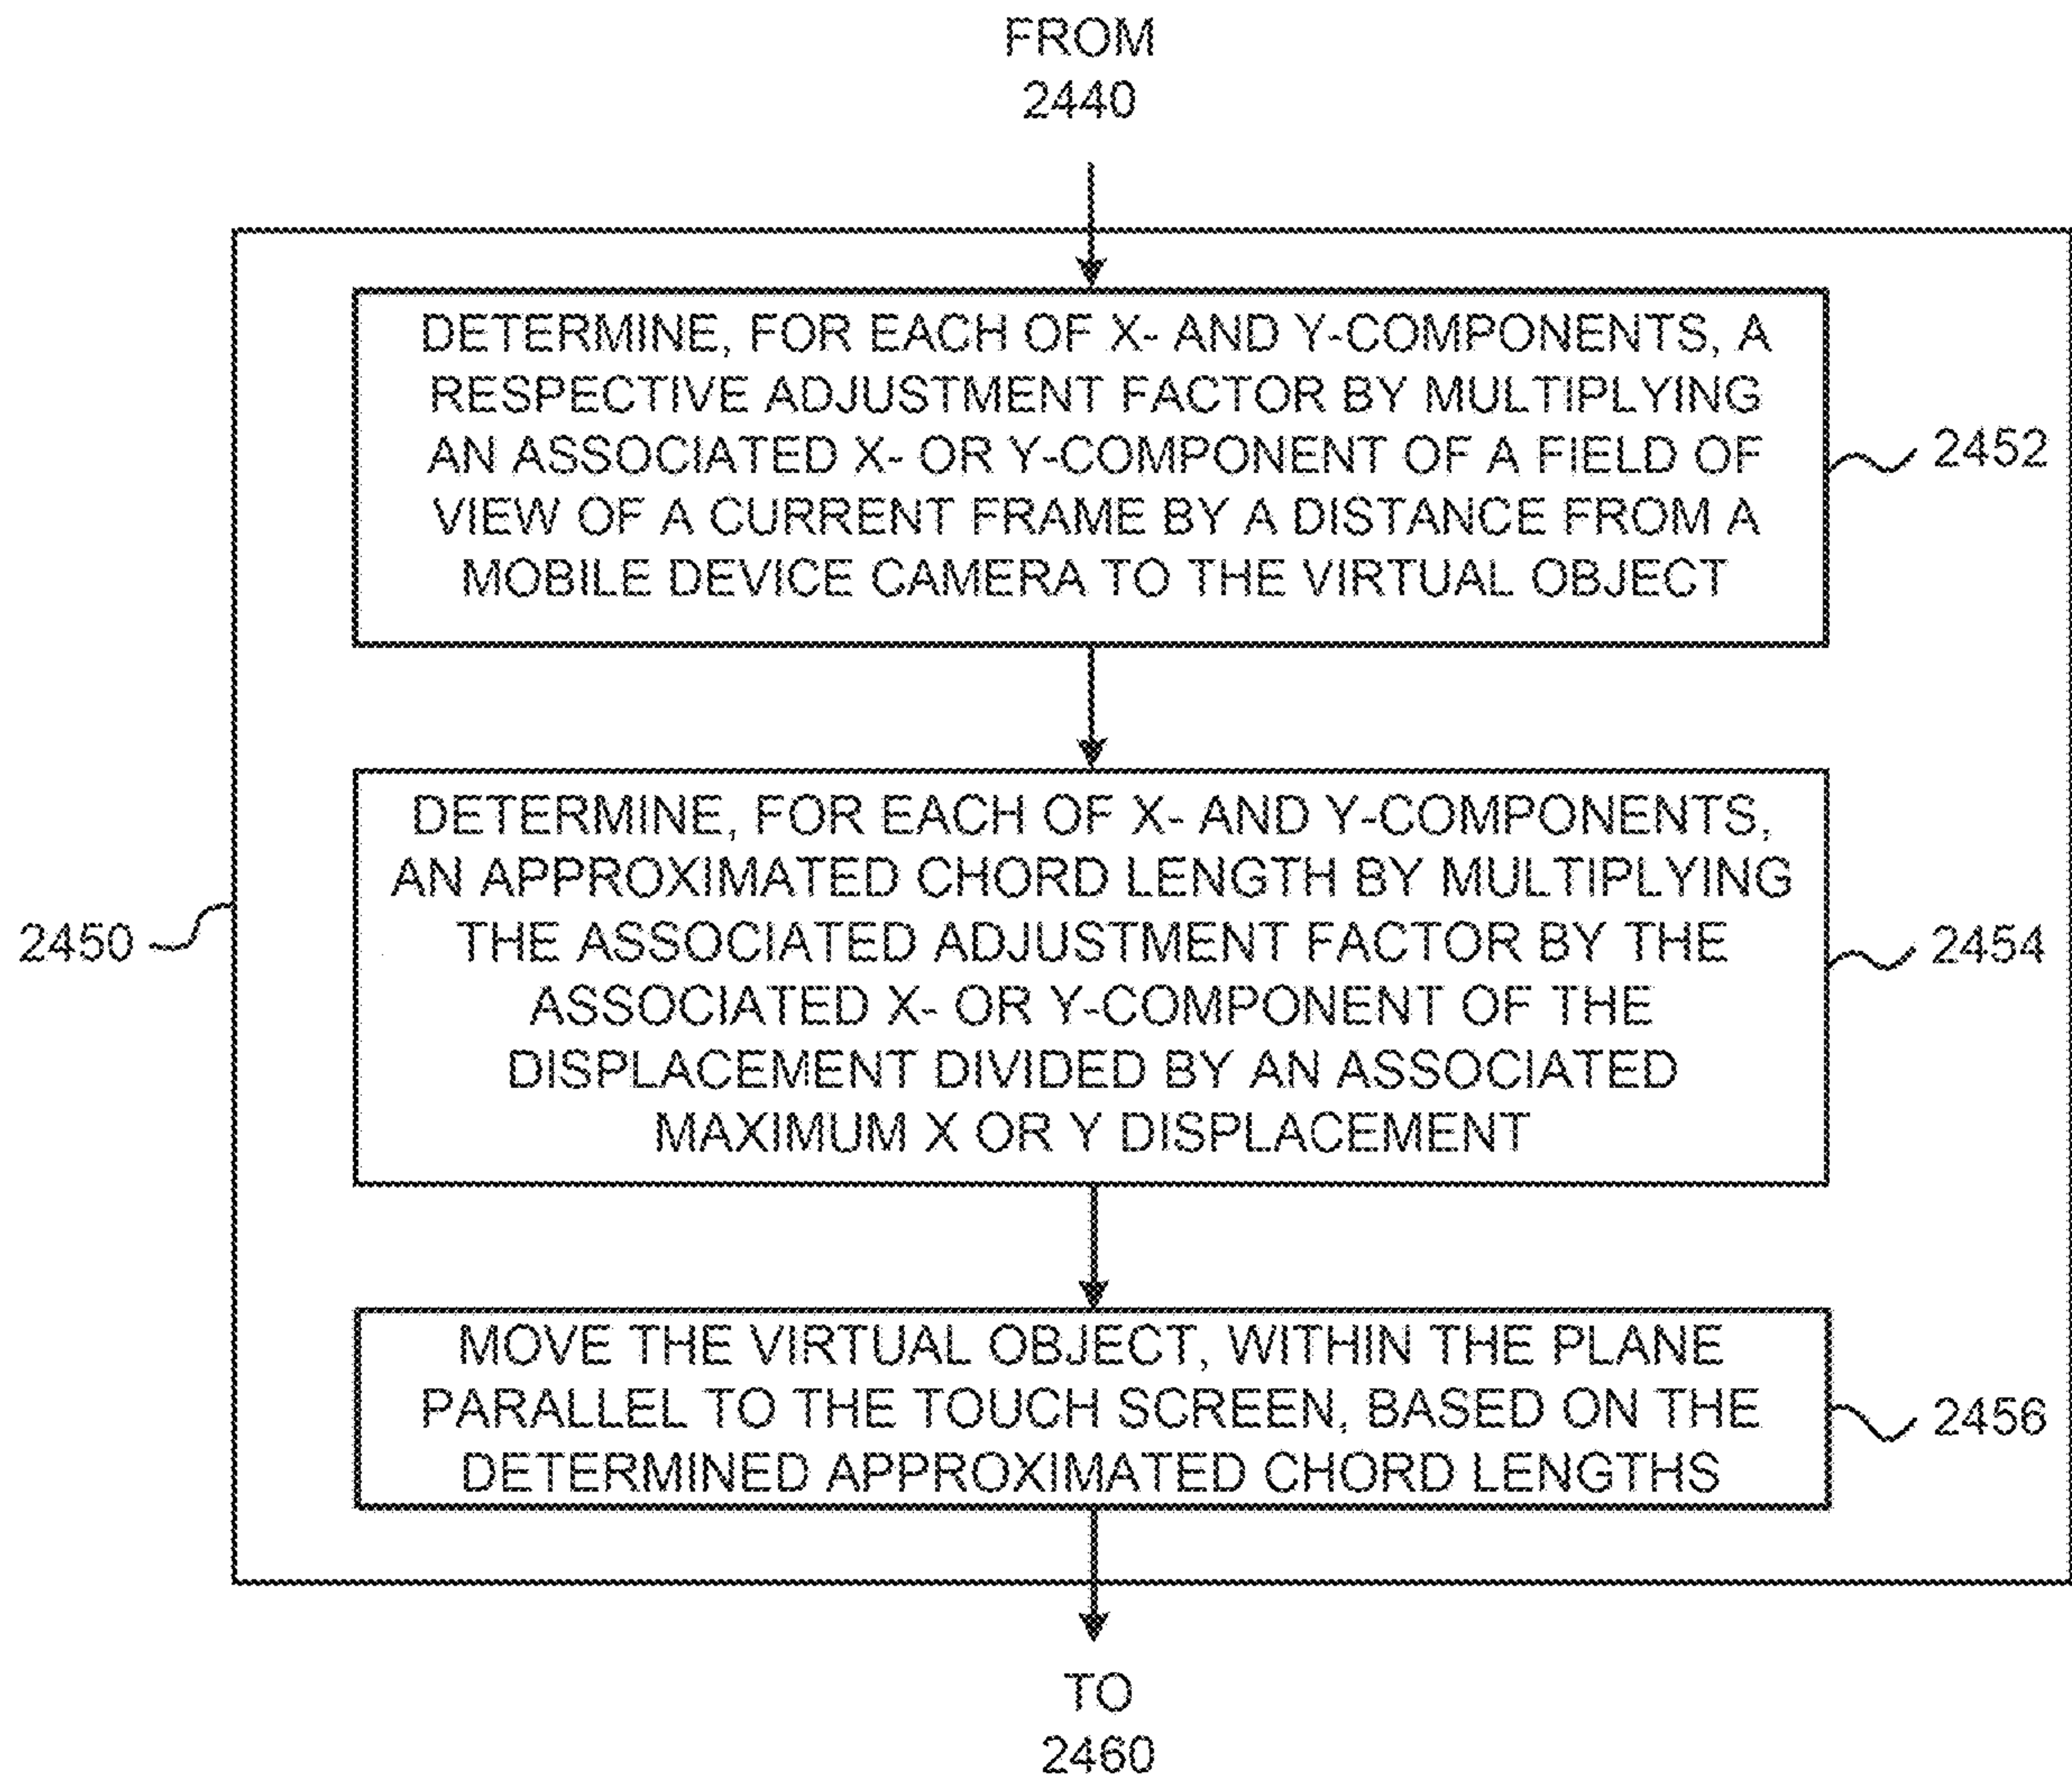 FROM
2440
DETERMINE, FOR EACH OF X- AND Y-COMPONENTS, A
RESPECTIVE ADJUSTMENT FACTOR BY MULTIPLYING
AN ASSOCIATED X- OR Y-COMPONENT OF A FIELD OF
VIEW OF A CURRENT FRAME BY A DISTANCE FROM A
MOBILE DEVICE CAMERA TO THE VIRTUAL OBJECT
2452
DETERMINE, FOR EACH OF X- AND Y-COMPONENTS,
AN APPROXIMATED CHORD LENGTH BY MULTIPLYING
THE ASSOCIATED ADJUSTMENT FACTOR BY THE
ASSOCIATED X- OR Y-COMPONENT OF THE
DISPLACEMENT DIVIDED BY AN ASSOCIATED
MAXIMUM X OR Y DISPLACEMENT
2450
2454
MOVE THE VIRTUAL OBJECT, WITHIN THE PLANE
PARALLEL TO THE TOUCH SCREEN, BASED ON THE
DETERMINED APPROXIMATED CHORD LENGTHS
2456
TO
2460